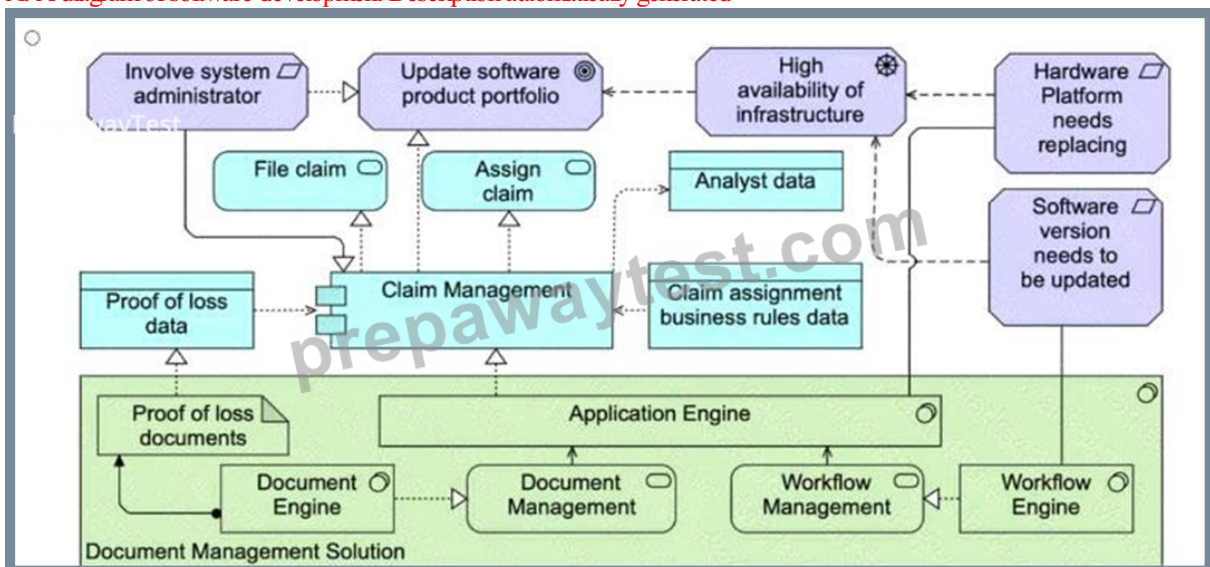 Involve system
administrator
Update software
product portfolio
High
availability of
infrastructure
Hardware
Platform
needs
replacing
PrepawayTest
File claim
Assign
claim
Analyst data
Software
version
needs to
be updated
Proof of loss
data
Claim Management
Claim assignment
business rules data
prepawaytest.com
Proof of loss
documents
Application Engine
Document
Engine
Document
Management
Workflow
Management
Workflow
Engine
Document Management Solution